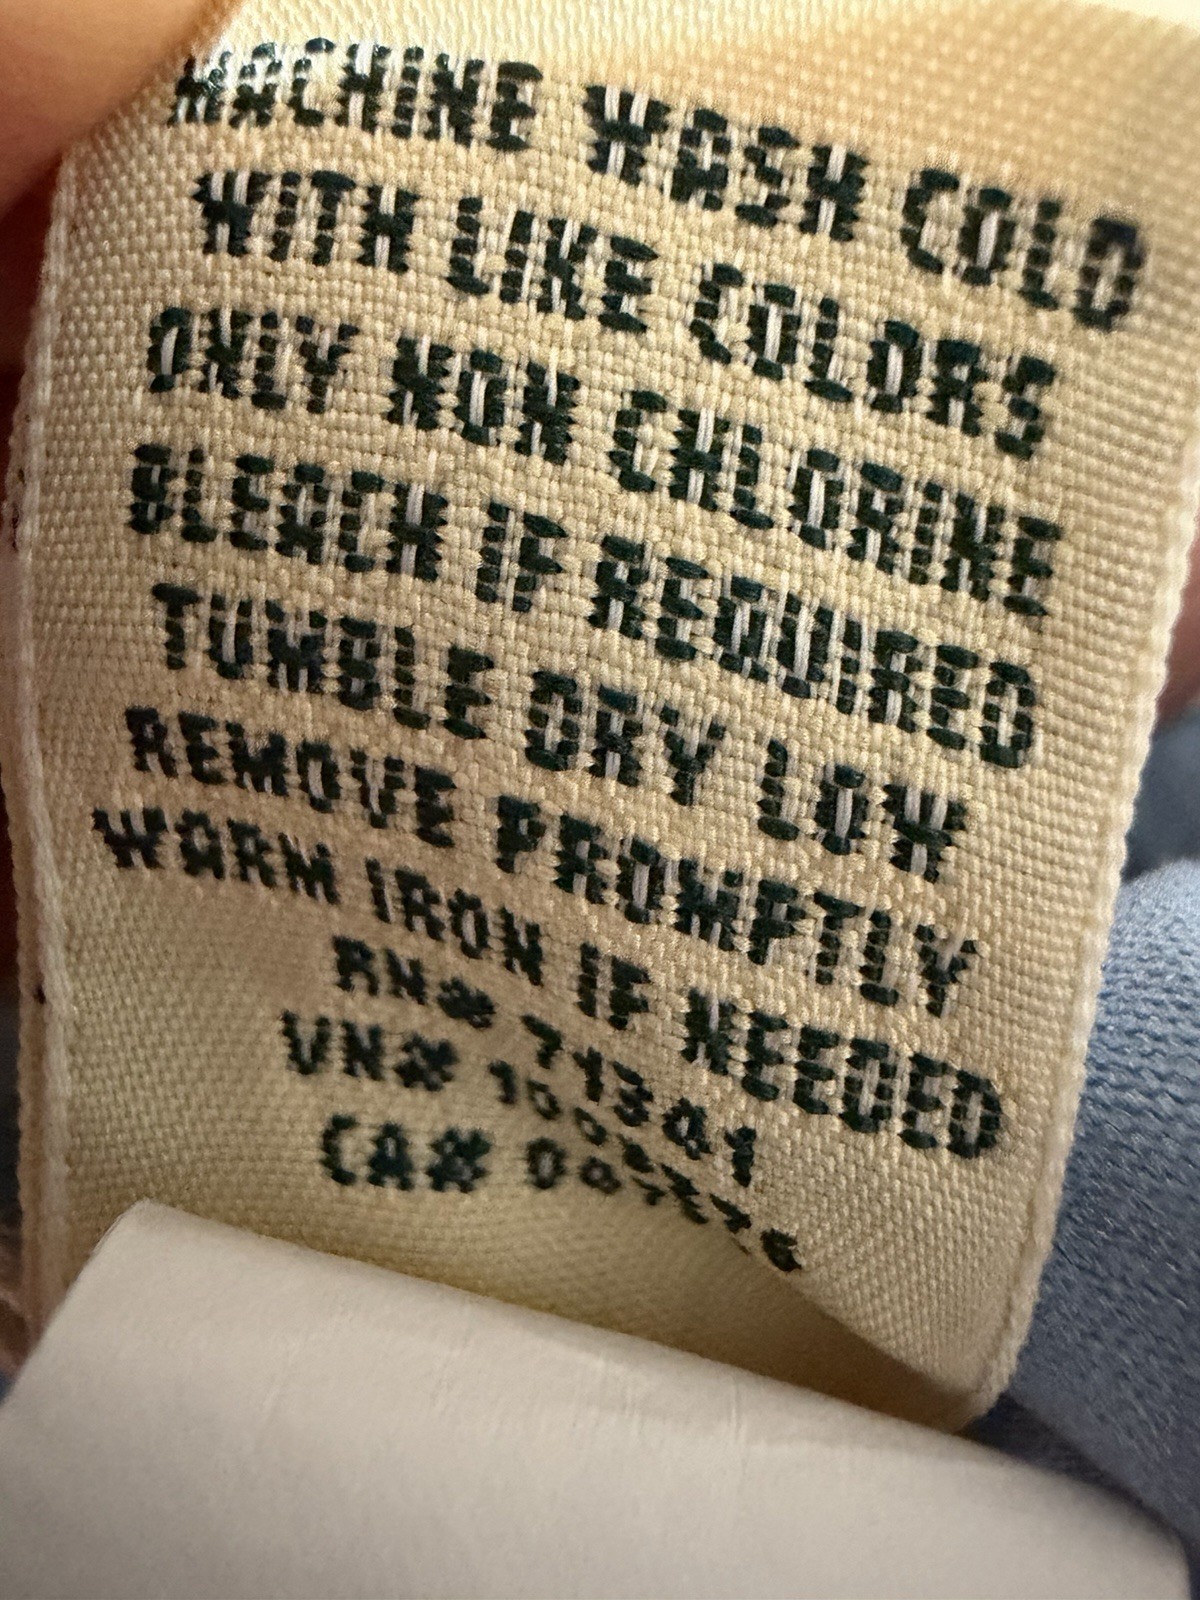 MACHINE WASH COLD
WITH LIKE COLORS
ONLY NON CHLORINE
BLEACH IF REQUIRED
TUMBLE DRY LOW
REMOVE PROMPTLY
WARM IRON IF NEEDED
RN# 71341
VN#
CA#